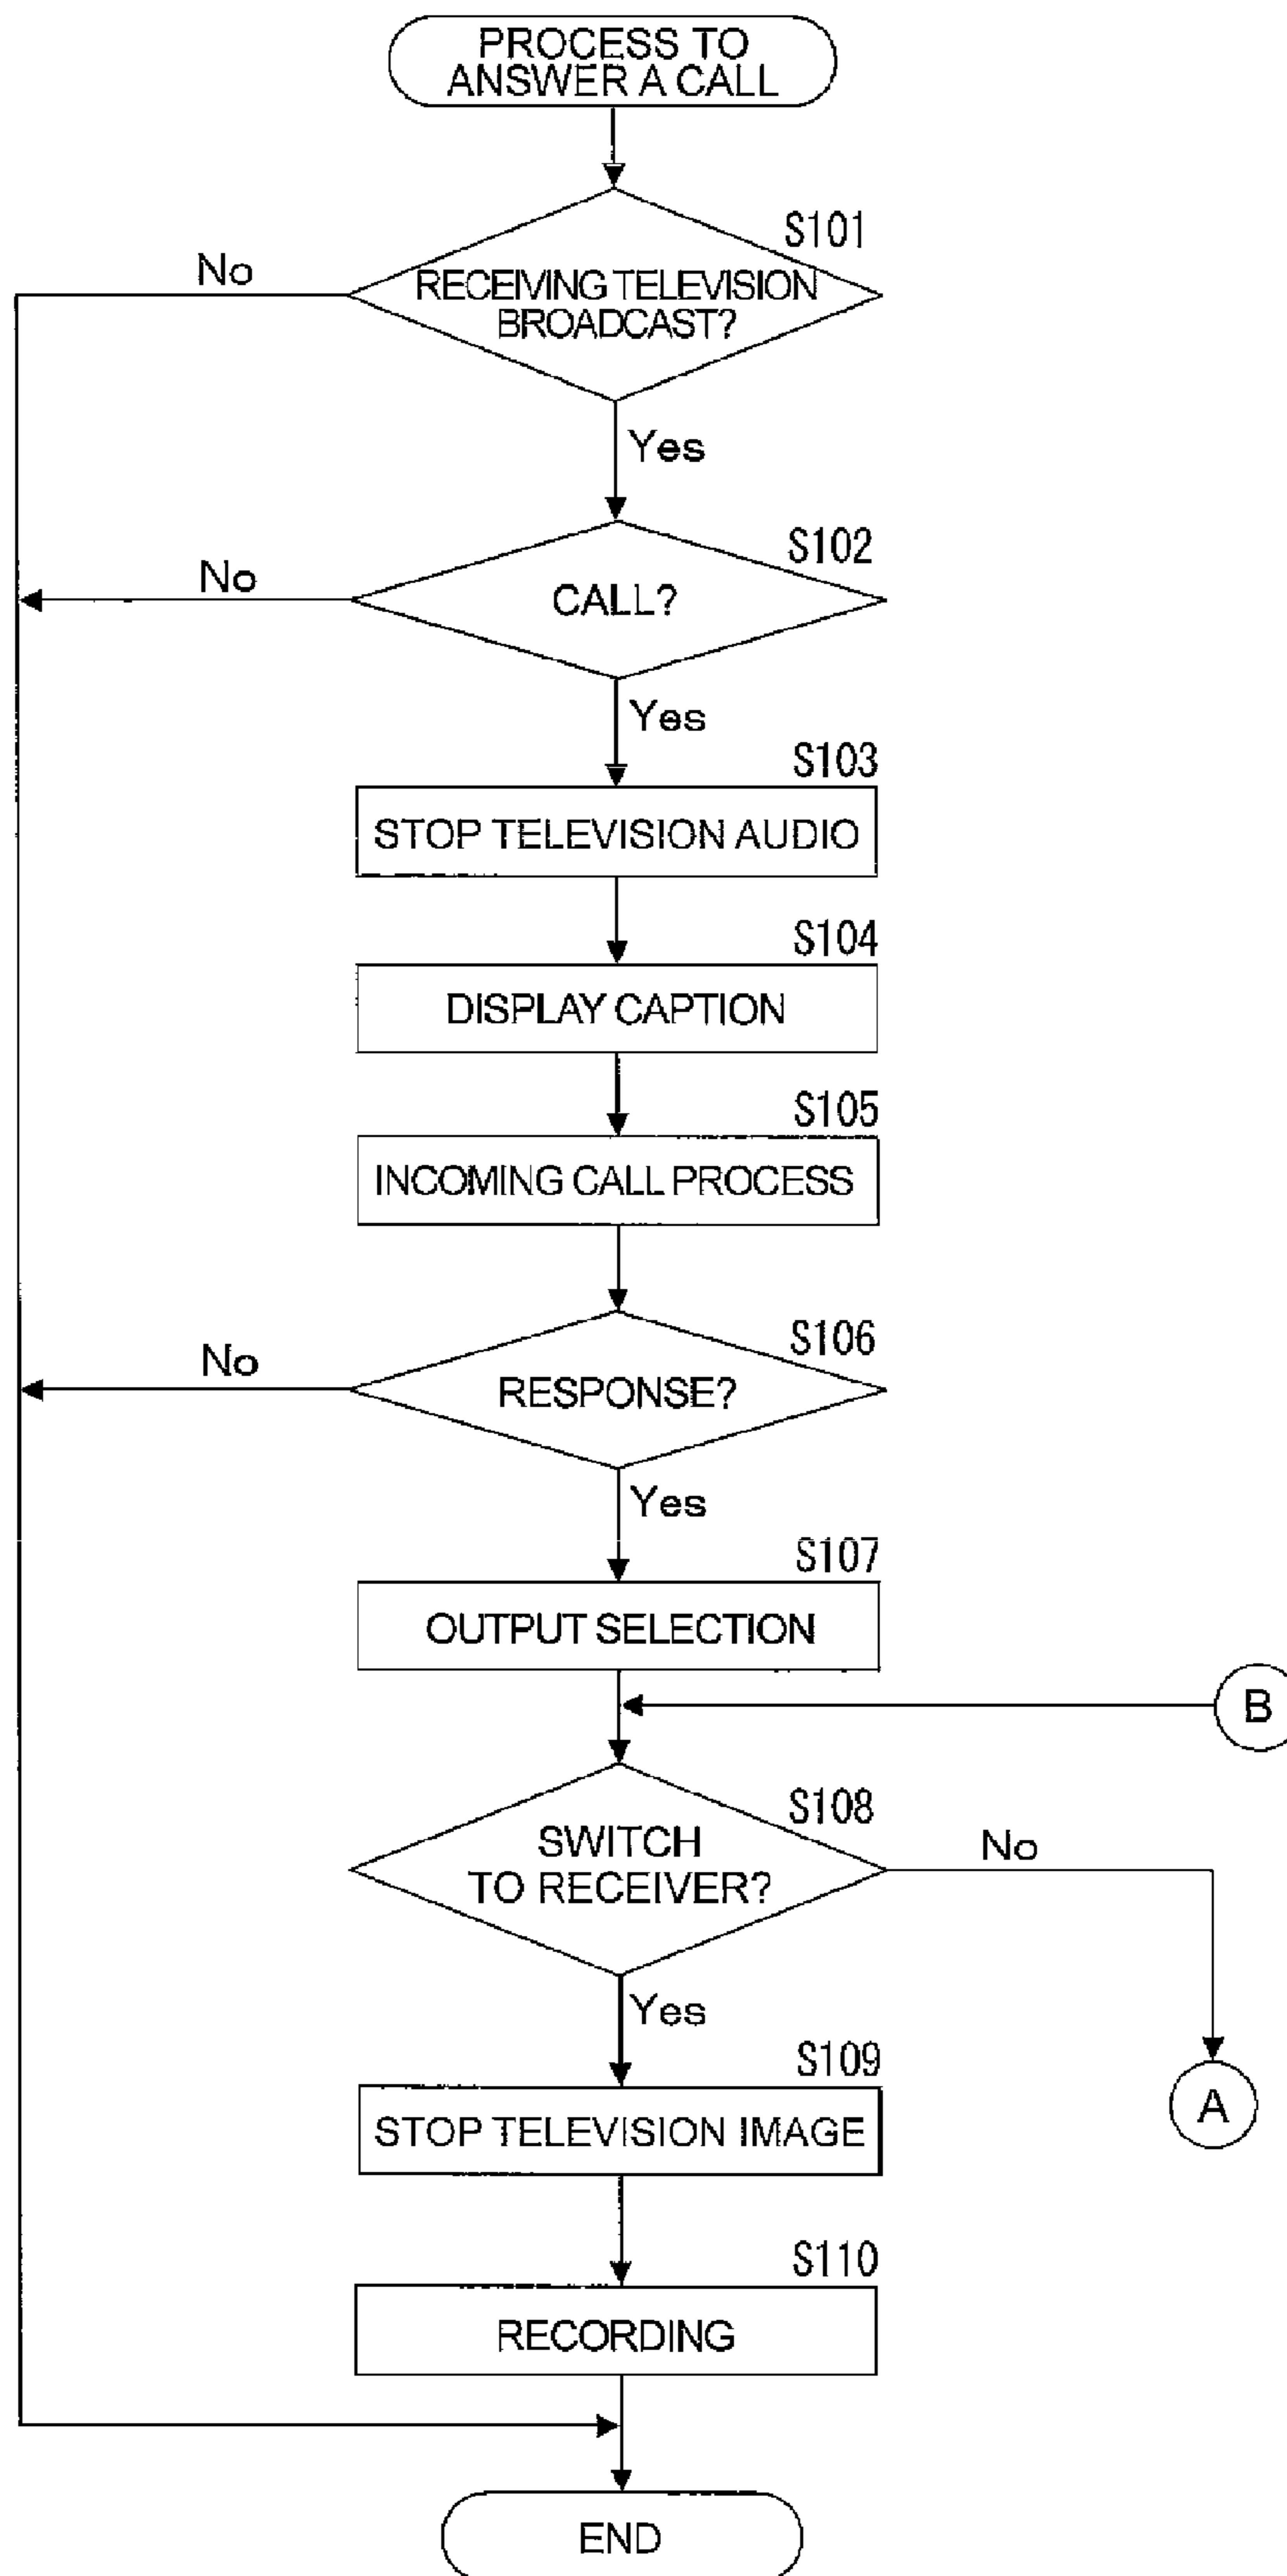 PROCESS TO
ANSWER A CALL
S101
No
RECEIVING TELEVISION
BROADCAST?
Yes
S102
No
CALL?
Yes
S103
STOP TELEVISION AUDIO
S104
DISPLAY CAPTION
S105
INCOMING CALL PROCESS
S106
No
RESPONSE?
Yes
S107
OUTPUT SELECTION
B
S108
SWITCH
TO RECEIVER?
No
Yes
S109
A
STOP TELEVISION IMAGE
S110
RECORDING
END